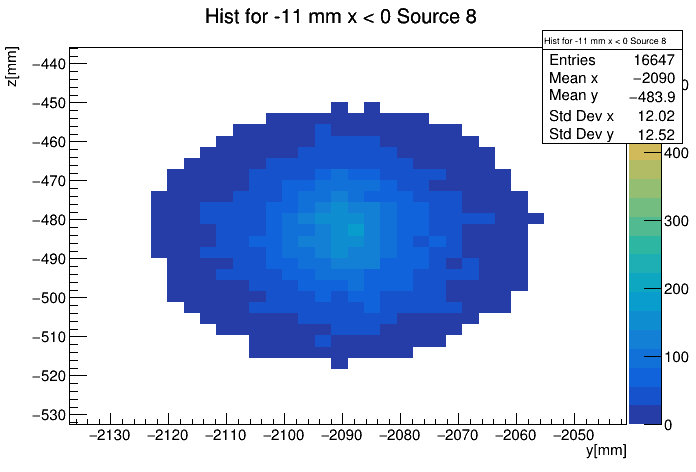 Hist for -11 mm x < 0 Source 8
z[mm]
Hist for -11 mm x < 0 Source 8
Entries 16647
Mean x −2090
Mean y −483.9
Std Dev x 12.02
Std Dev y 12.52
−440
−450
−460
−470
−480
−490
−500
−510
−520
−530
−2130 −2120 −2110 −2100 −2090 −2080 −2070 −2060 −2050
y[mm]
0
400
300
200
100
0